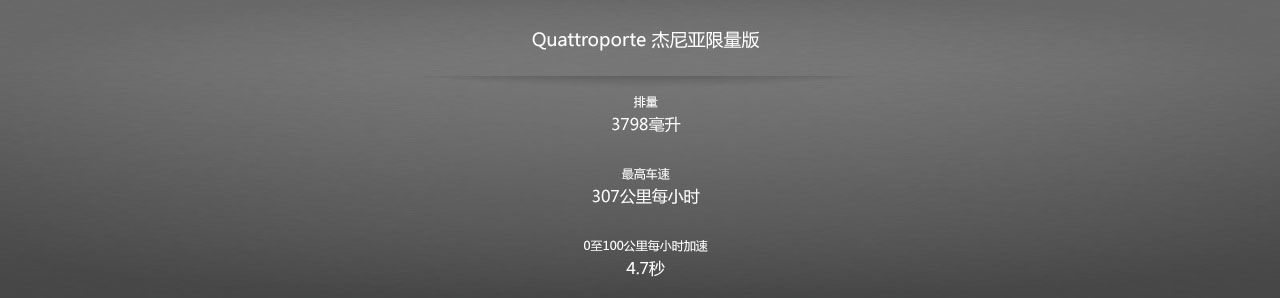 Quattroporte 杰尼亚限量版
排量
3798毫升
最高车速
307公里每小时
0至100公里每小时加速
4.7秒